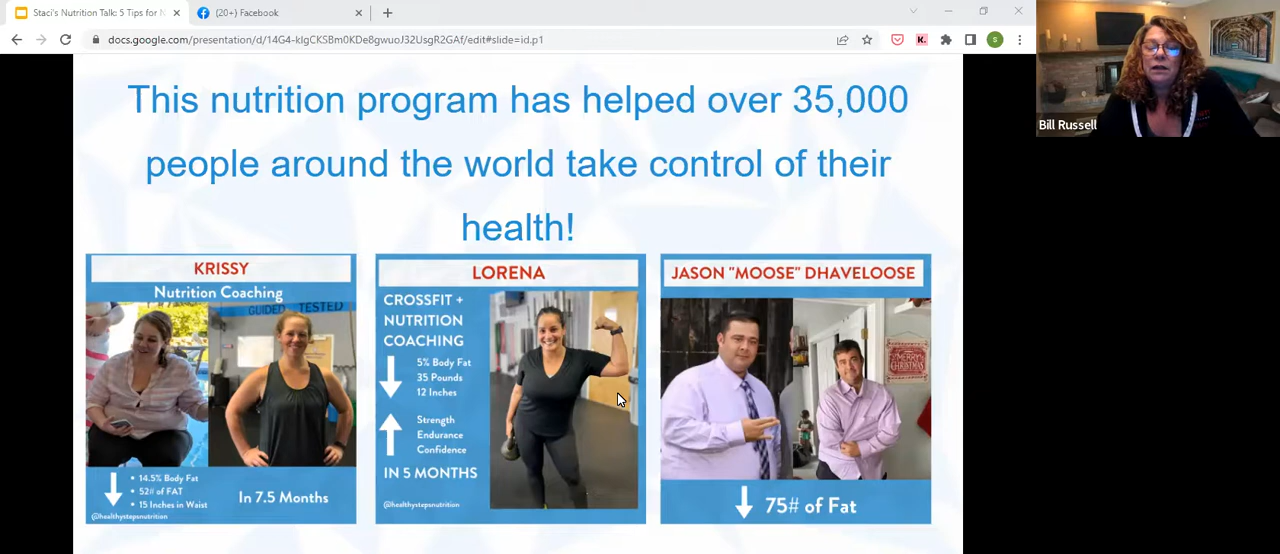 Staci's Nutrition Talk: 5 Tips for N
(20+) Facebook
docs.google.com/presentation/d/14G4-kIgCKSBm0KDe8gwuoJ32UsgR2GAf/edit#slide=id.p1
K.
S
Bill Russell
This nutrition program has helped over 35,000
people around the world take control of their
health!
KRISSY
Nutrition Coaching
GUIDED TESTED
14.5% Body Fat
52# of FAT
15 Inches in Waist
In 7.5 Months
@healthystepsnutrition
LORENA
CROSSFIT +
NUTRITION
COACHING
5% Body Fat
35 Pounds
12 Inches
Strength
Endurance
Confidence
IN 5 MONTHS
@healthystepsnutrition
JASON "MOOSE" DHAVELOOSE
MERRY
CHRISTMAS
75# of Fat